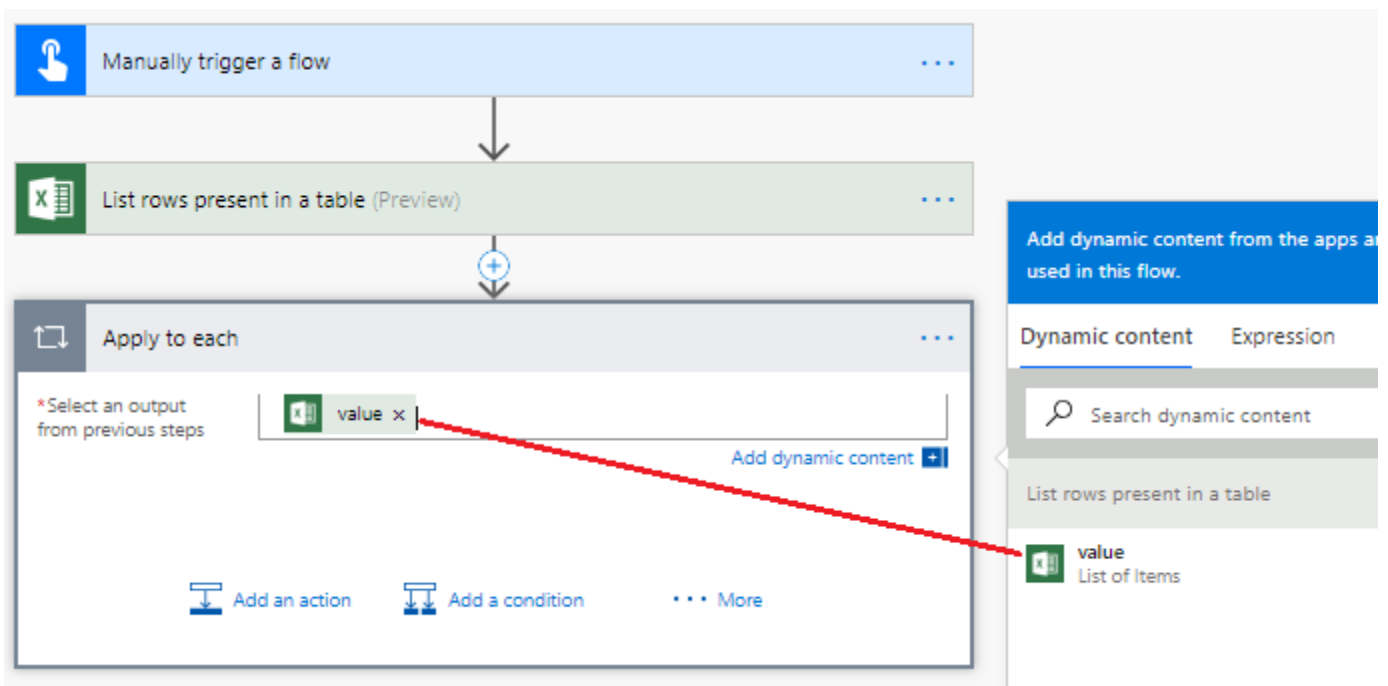 Manually trigger a flow
List rows present in a table (Preview)
Add dynamic content from the apps
used in this flow.
Apply to each
Dynamic content Expression
*Select an output
from previous steps
value ×
Add dynamic content
Search dynamic content
List rows present in a table
value
List of Items
Add an action Add a condition ••• More